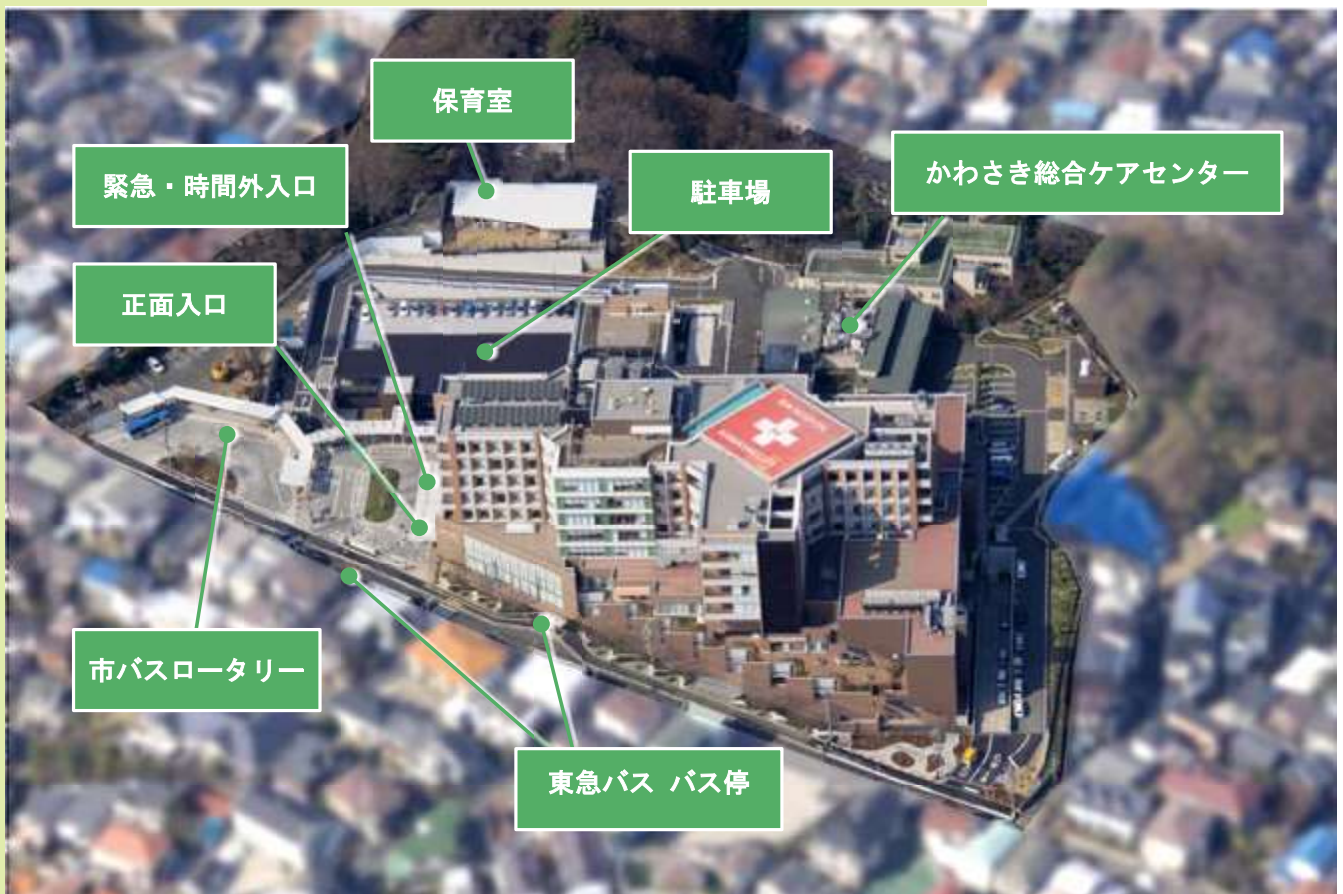 保育室
緊急・時間外入口
駐車場
かわさき総合ケアセンター
正面入口
市バスロータリー
東急バス バス停